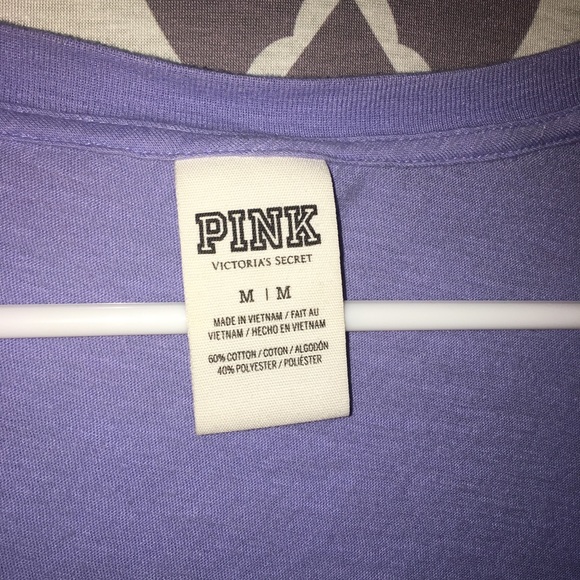 PINK
VICTORIA'S SECRET
M | M
MADE IN VIETNAM / FAIT AU
VIETNAM / HECHO EN VIETNAM
60% COTTON / COTON / ALGODÓN
40% POLYESTER / POLIÉSTER